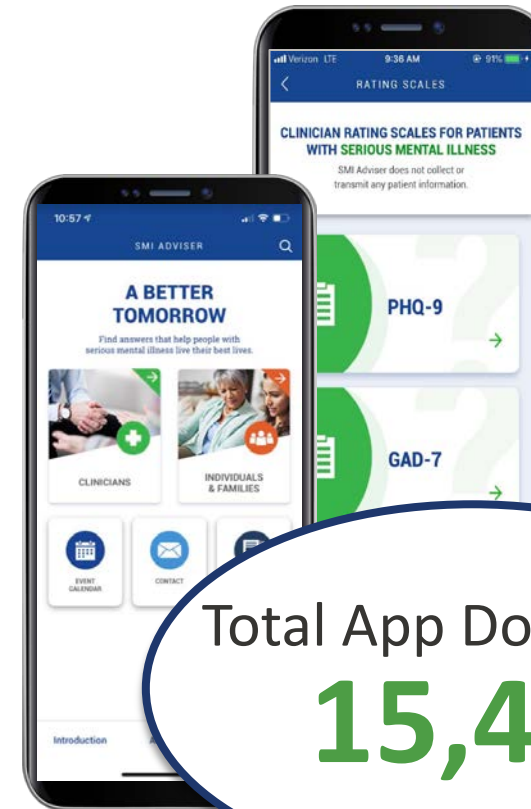 Verizon LTE 9:36 AM 91%
RATING SCALES
CLINICIAN RATING SCALES FOR PATIENTS
WITH SERIOUS MENTAL ILLNESS
SMI Adviser does not collect or
transmit any patient information.
PHQ-9
GAD-7
10:57
SMI ADVISER
A BETTER
TOMORROW
Find answers that help people with
serious mental illness live their best lives.
CLINICIANS
INDIVIDUALS
& FAMILIES
EVENT
CALENDAR
CONTACT
Introduction
Total App Do
15,4